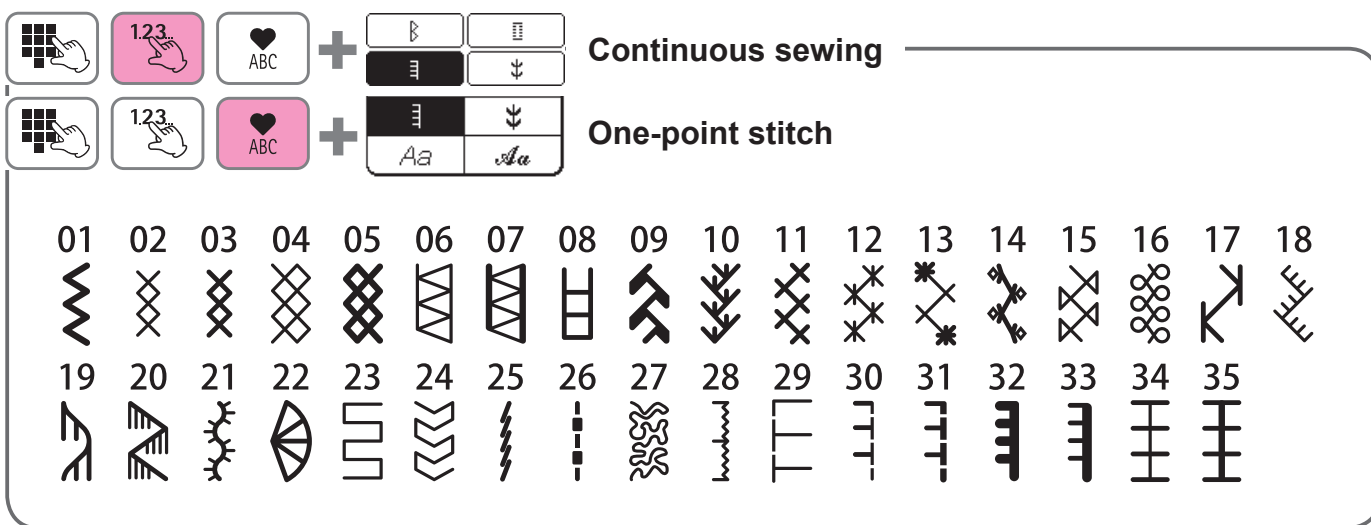 1.23... ABC Continuous sewing
1.23... ABC Aa Aa One-point stitch
01 02 03 04 05 06 07 08 09 10 11 12 13 14 15 16 17 18
19 20 21 22 23 24 25 26 27 28 29 30 31 32 33 34 35